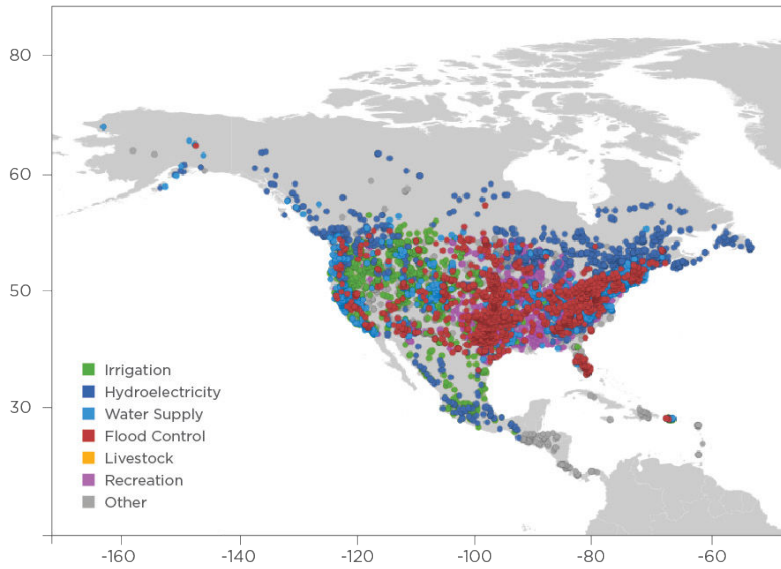 80
60
50
30
Irrigation
Hydroelectricity
Water Supply
Flood Control
Livestock
Recreation
Other
-160
-140
-120
-100
-80
-60